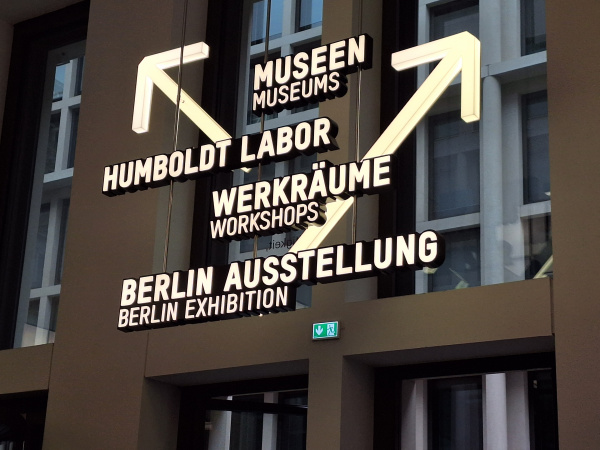 MUSEEN
MUSEUMS
HUMBOLDT LABOR
WERKRÄUME
WORKSHOPS
BERLIN AUSSTELLUNG
BERLIN EXHIBITION